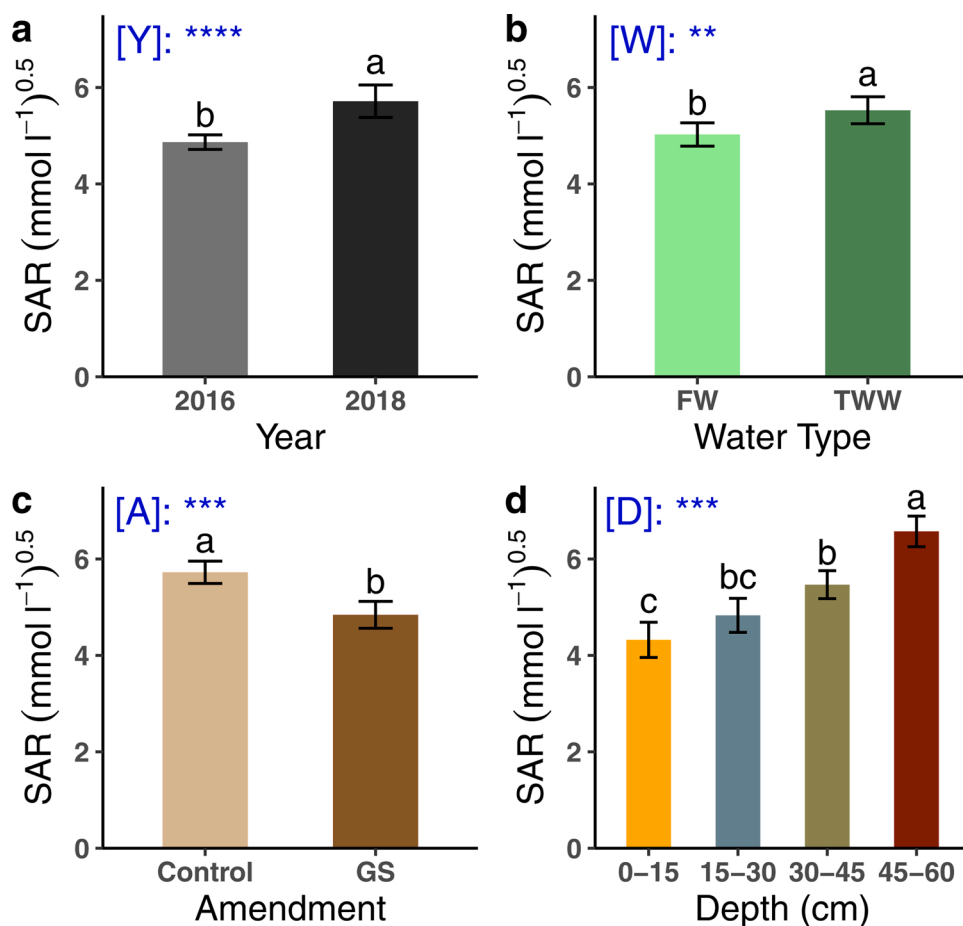 a
[Y]: ****
SAR (mmol l⁻¹)⁰·⁵
6
4
2
0
b
a
2016 2018
Year
b
[W]: **
SAR (mmol l⁻¹)⁰·⁵
6
4
2
0
b
a
FW TWW
Water Type
c
[A]: ***
SAR (mmol l⁻¹)⁰·⁵
6
4
2
0
a
b
Control GS
Amendment
d
[D]: ***
SAR (mmol l⁻¹)⁰·⁵
6
4
2
0
c
bc
b
a
0–15 15–30 30–45 45–60
Depth (cm)